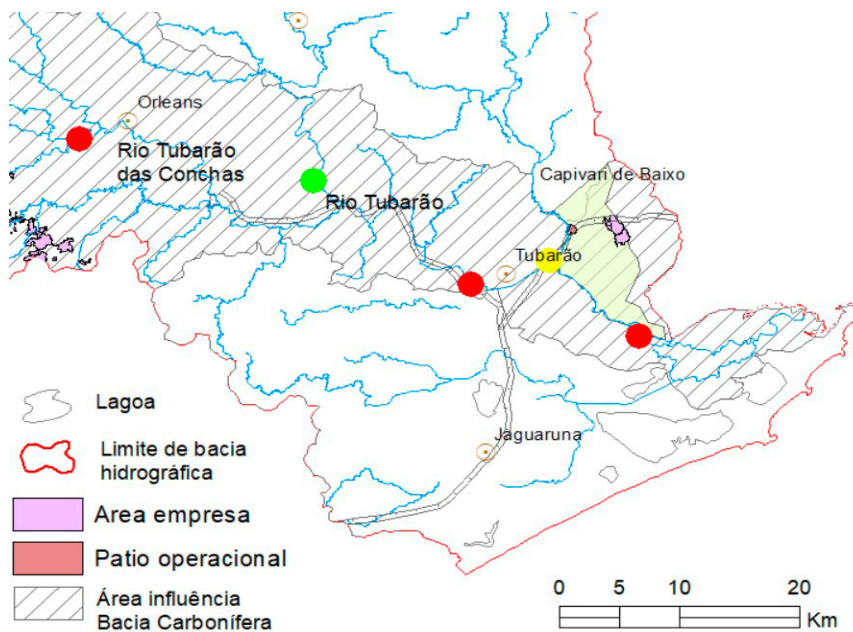 Orleans
Rio Tubarão
das Conchas
Rio Tubarão
Capivari de Baixo
Tubarão
Jaguaruna
Lagoa
Limite de bacia
hidrográfica
Area empresa
Patio operacional
Área influência
Bacia Carbonífera
0 5 10 20
Km